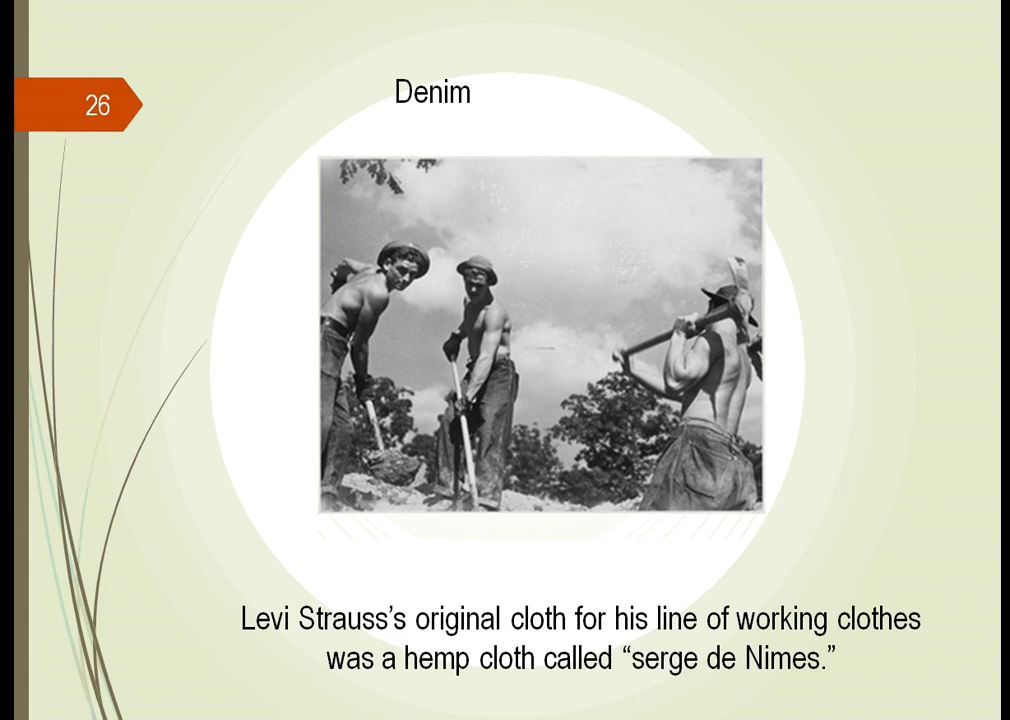 Denim
26
Levi Strauss’s original cloth for his line of working clothes
was a hemp cloth called “serge de Nimes.”